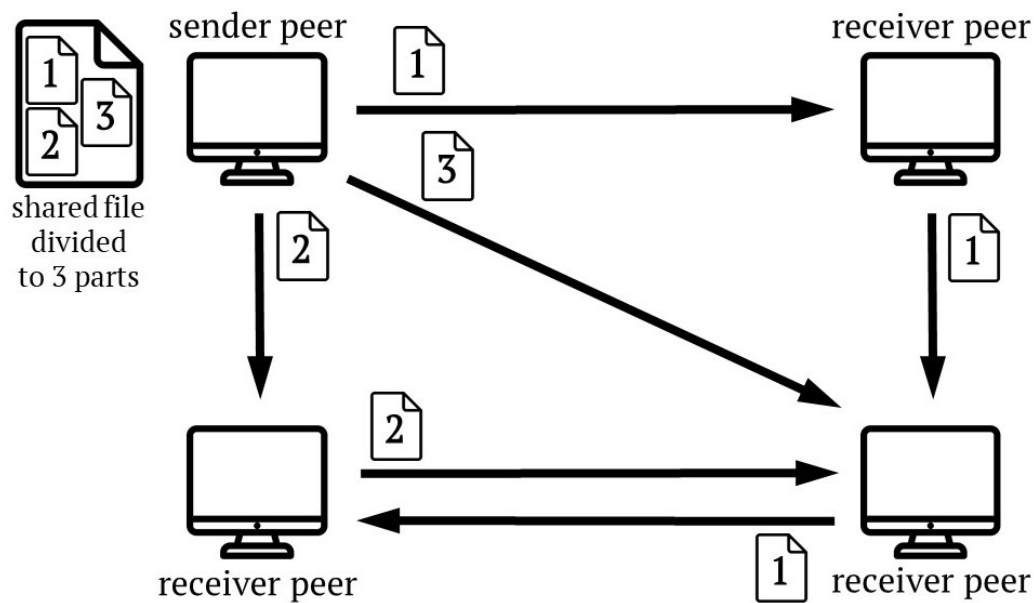 sender peer
receiver peer
1
3
2
1
3
shared file
divided
to 3 parts
2
1
2
1
receiver peer
receiver peer